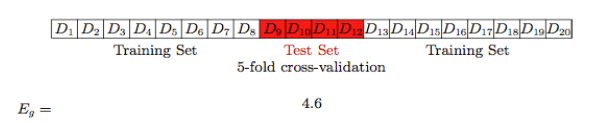 D1 D2 D3 D4 D5 D6 D7 D8 D9 D10 D11 D12 D13 D14 D15 D16 D17 D18 D19 D20
Training Set Test Set Training Set
5-fold cross-validation
4.6
Eg =